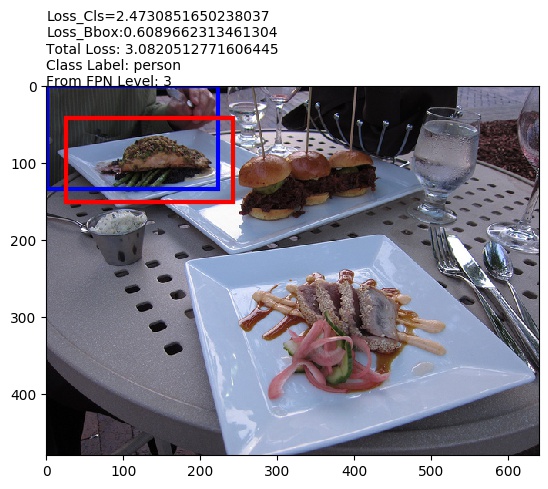 Loss_Cls=2.4730851650238037
Loss_Bbox:0.6089662313461304
Total Loss: 3.0820512771606445
Class Label: person
From FPN Level: 3
0
100
200
300
400
0 100 200 300 400 500 600